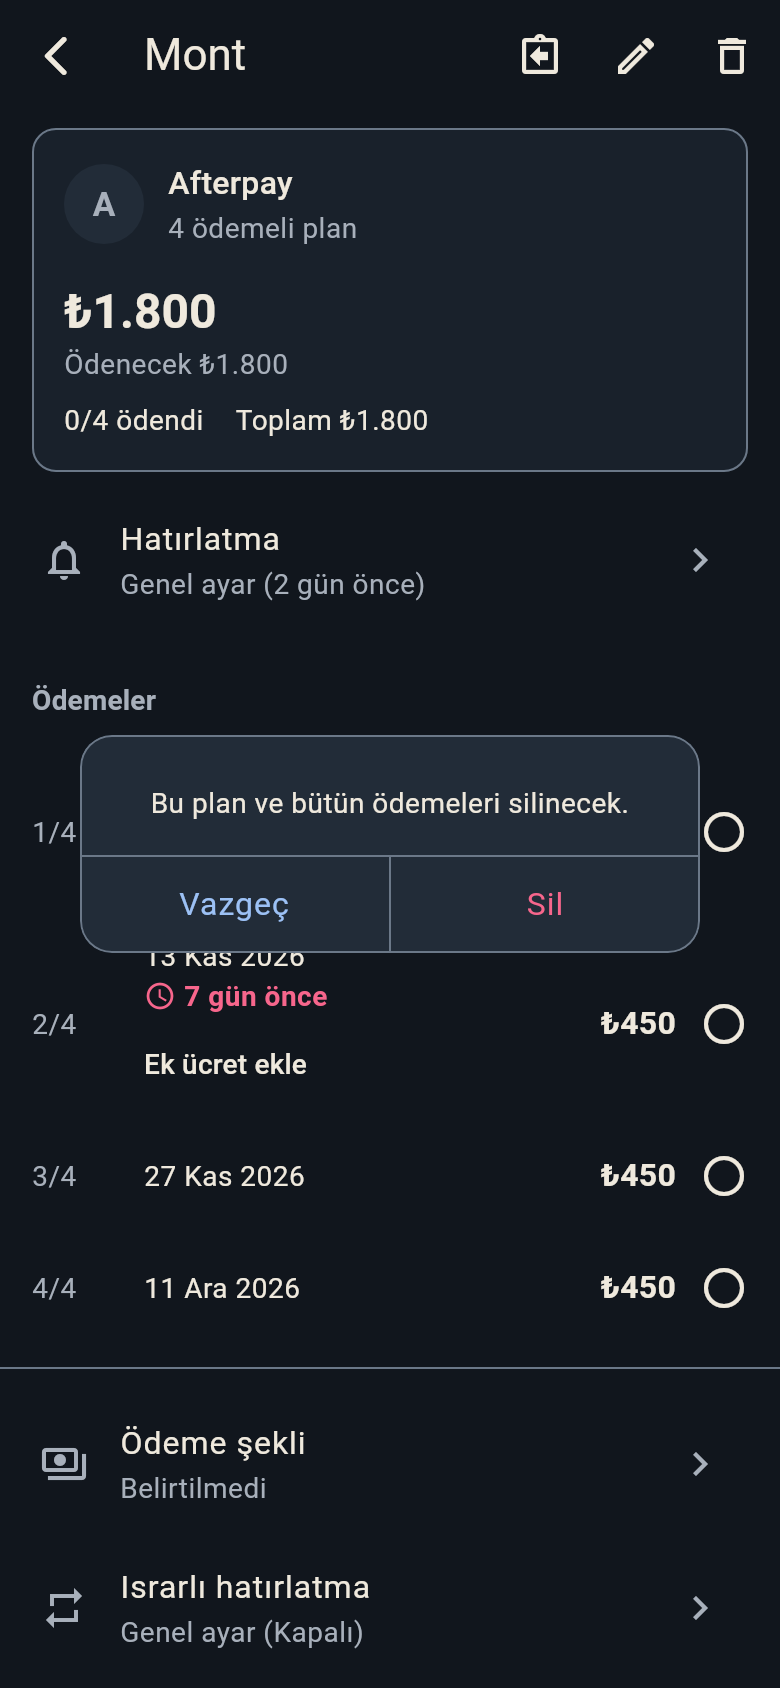 Mont
A
Afterpay
4 ödemeli plan
₺1.800
Ödenecek ₺1.800
0/4 ödendi Toplam ₺1.800
Hatırlatma
Genel ayar (2 gün önce)
Ödemeler
Bu plan ve bütün ödemeleri silinecek.
1/4
Vazgeç Sil
13 Kas 2026
7 gün önce
2/4 ₺450
Ek ücret ekle
3/4 27 Kas 2026 ₺450
4/4 11 Ara 2026 ₺450
Ödeme şekli
Belirtilmedi
Israrlı hatırlatma
Genel ayar (Kapalı)